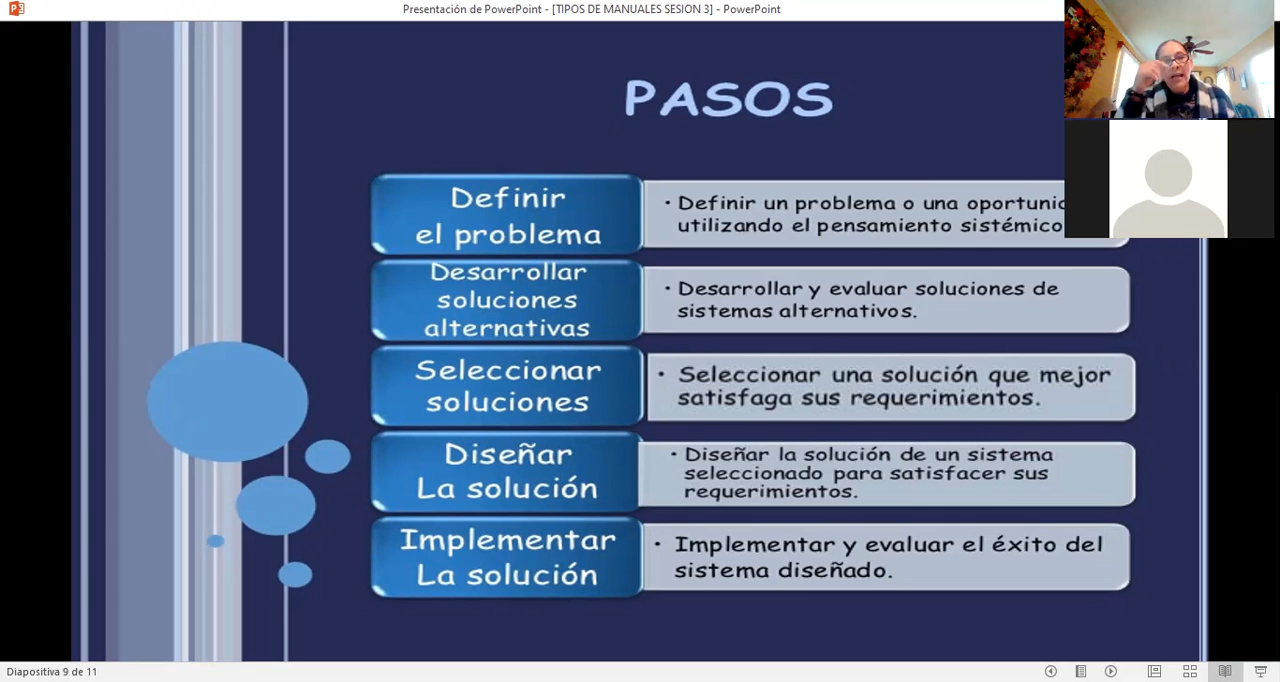 Presentación de PowerPoint - [TIPOS DE MANUALES SESION 3] - PowerPoint
PASOS
Definir
el problema
• Definir un problema o una
utilizando el pensamiento sistémico
Desarrollar
soluciones
alternativas
• Desarrollar y evaluar soluciones de
sistemas alternativos.
Seleccionar
soluciones
• Seleccionar una solución que mejor
satisfaga sus requerimientos.
Diseñar
La solución
• Diseñar la solución de un sistema
seleccionado para satisfacer sus
requerimientos.
Implementar
La solución
• Implementar y evaluar el éxito del
sistema diseñado.
Diapositiva 9 de 11